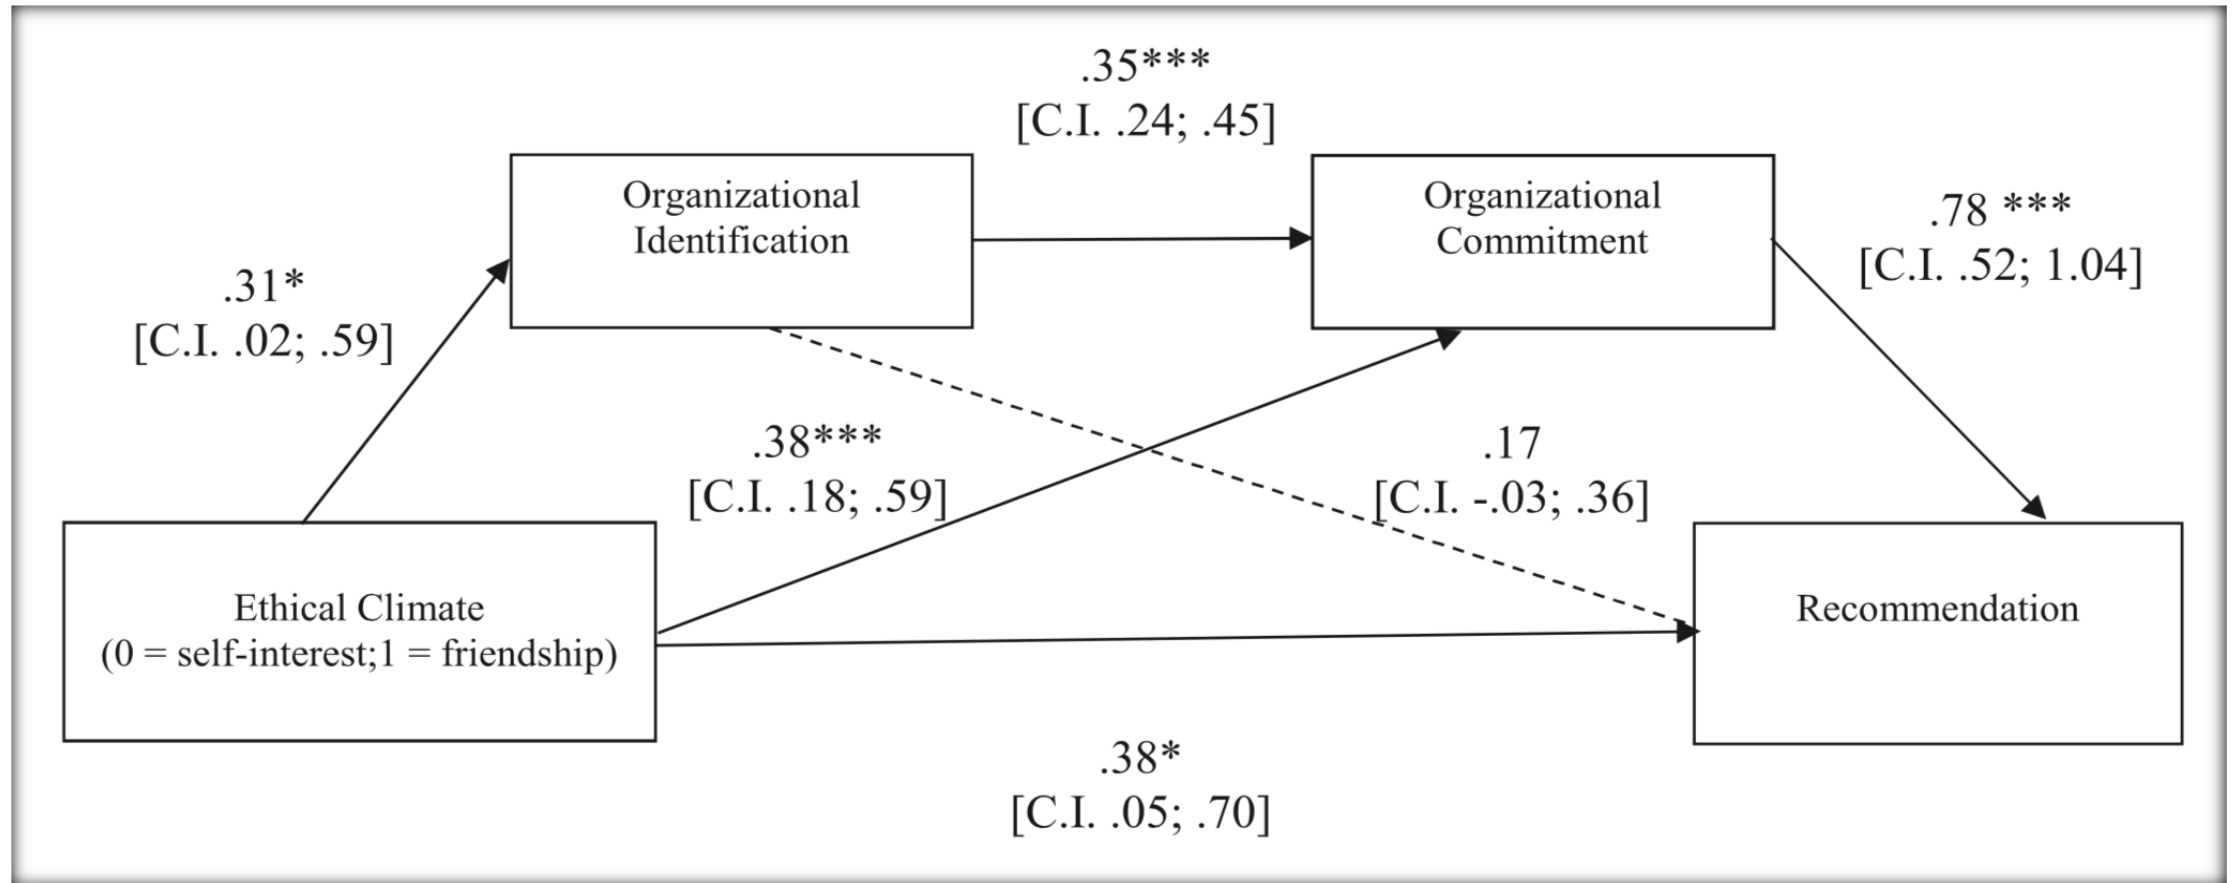 .35***
[C.I. .24; .45]
Organizational
Identification
Organizational
Commitment
.78 ***
[C.I. .52; 1.04]
.31*
[C.I. .02; .59]
.38***
[C.I. .18; .59]
.17
[C.I. -.03; .36]
Ethical Climate
(0 = self-interest;1 = friendship)
Recommendation
.38*
[C.I. .05; .70]